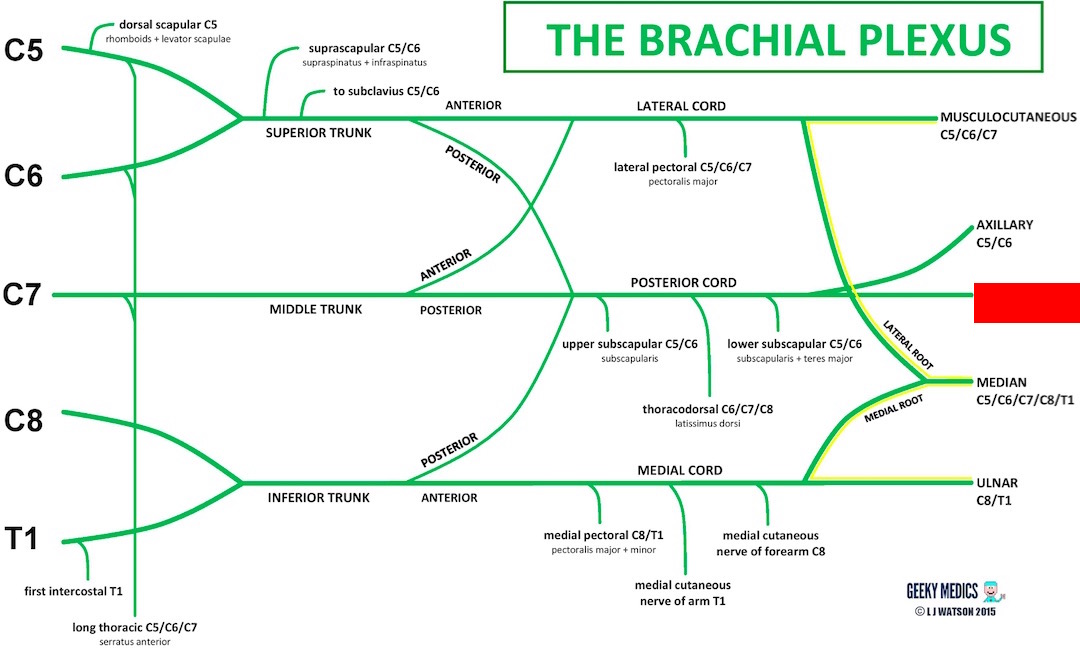 THE BRACHIAL PLEXUS
C5
dorsal scapular C5
rhomboids + levator scapulae
suprascapular C5/C6
supraspinatus + infraspinatus
to subclavius C5/C6
ANTERIOR
LATERAL CORD
SUPERIOR TRUNK
MUSCULOCUTANEOUS
C5/C6/C7
POSTERIOR
lateral pectoral C5/C6/C7
pectoralis major
C6
AXILLARY
C5/C6
ANTERIOR
POSTERIOR CORD
C7
MIDDLE TRUNK
POSTERIOR
upper subscapular C5/C6
subscapularis
lower subscapular C5/C6
subscapularis + teres major
LATERAL ROOT
MEDIAN
C5/C6/C7/C8/T1
thoracodorsal C6/C7/C8
latissimus dorsi
MEDIAL ROOT
C8
POSTERIOR
MEDIAL CORD
INFERIOR TRUNK
ANTERIOR
ULNAR
C8/T1
T1
medial pectoral C8/T1
pectoralis major + minor
medial cutaneous
nerve of forearm C8
medial cutaneous
nerve of arm T1
first intercostal T1
long thoracic C5/C6/C7
serratus anterior
GEEKY MEDICS
© L J WATSON 2015